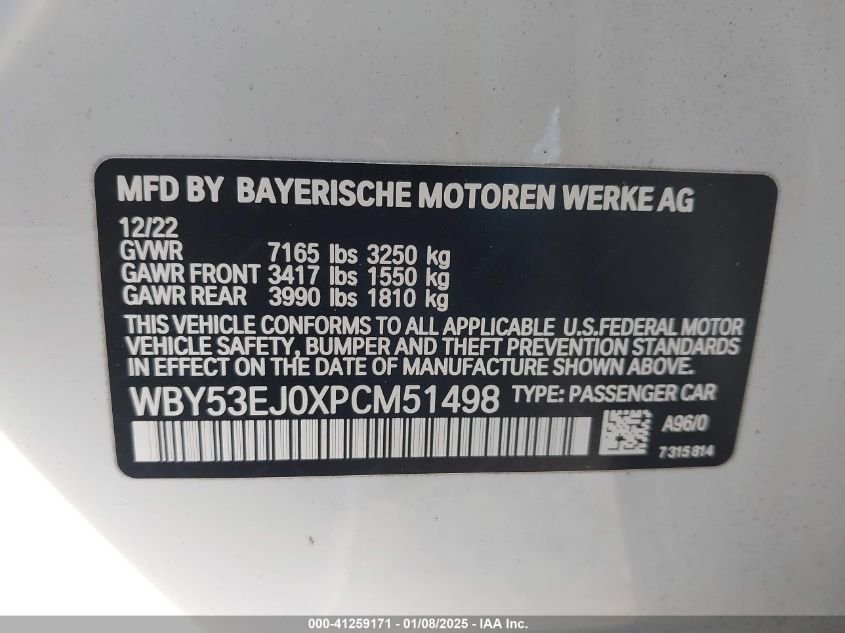 MFD BY BAYERISCHE MOTOREN WERKE AG
12/22
GVWR 7165 lbs 3250 kg
GAWR FRONT 3417 lbs 1550 kg
GAWR REAR 3990 lbs 1810 kg
THIS VEHICLE CONFORMS TO ALL APPLICABLE U.S.FEDERAL MOTOR
VEHICLE SAFETY, BUMPER AND THEFT PREVENTION STANDARDS
IN EFFECT ON THE DATE OF MANUFACTURE SHOWN ABOVE.
WBY53EJ0XPCM51498 TYPE: PASSENGER CAR
A96/0
7315814
000-41259171 - 01/08/2025 - IAA Inc.